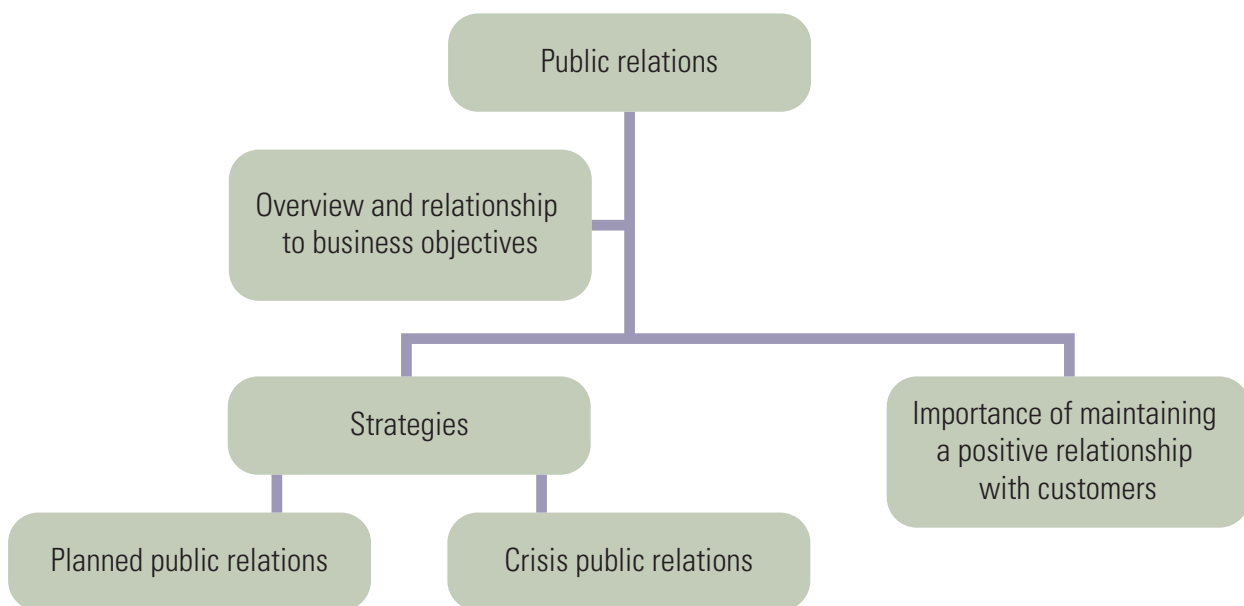 Public relations
Overview and relationship
to business objectives
Strategies
Importance of maintaining
a positive relationship
with customers
Planned public relations
Crisis public relations